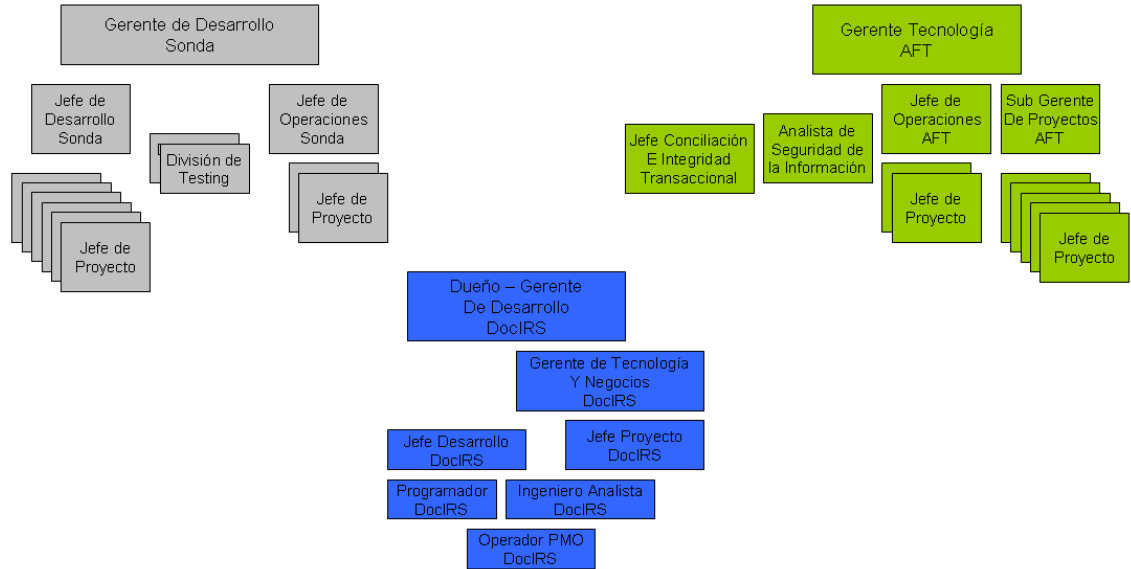 Gerente de Desarrollo
Sonda
Gerente Tecnología
AFT
Jefe de
Desarrollo
Sonda
División de
Testing
Jefe de
Operaciones
Sonda
Jefe de
Proyecto
Jefe de
Proyecto
Jefe Conciliación
E Integridad
Transaccional
Analista de
Seguridad de
la Información
Jefe de
Operaciones
AFT
Sub Gerente
De Proyectos
AFT
Jefe de
Proyecto
Jefe de
Proyecto
Dueño – Gerente
De Desarrollo
DocIRS
Gerente de Tecnología
Y Negocios
DocIRS
Jefe Desarrollo
DocIRS
Jefe Proyecto
DocIRS
Programador
DocIRS
Ingeniero Analista
DocIRS
Operador PMO
DocIRS